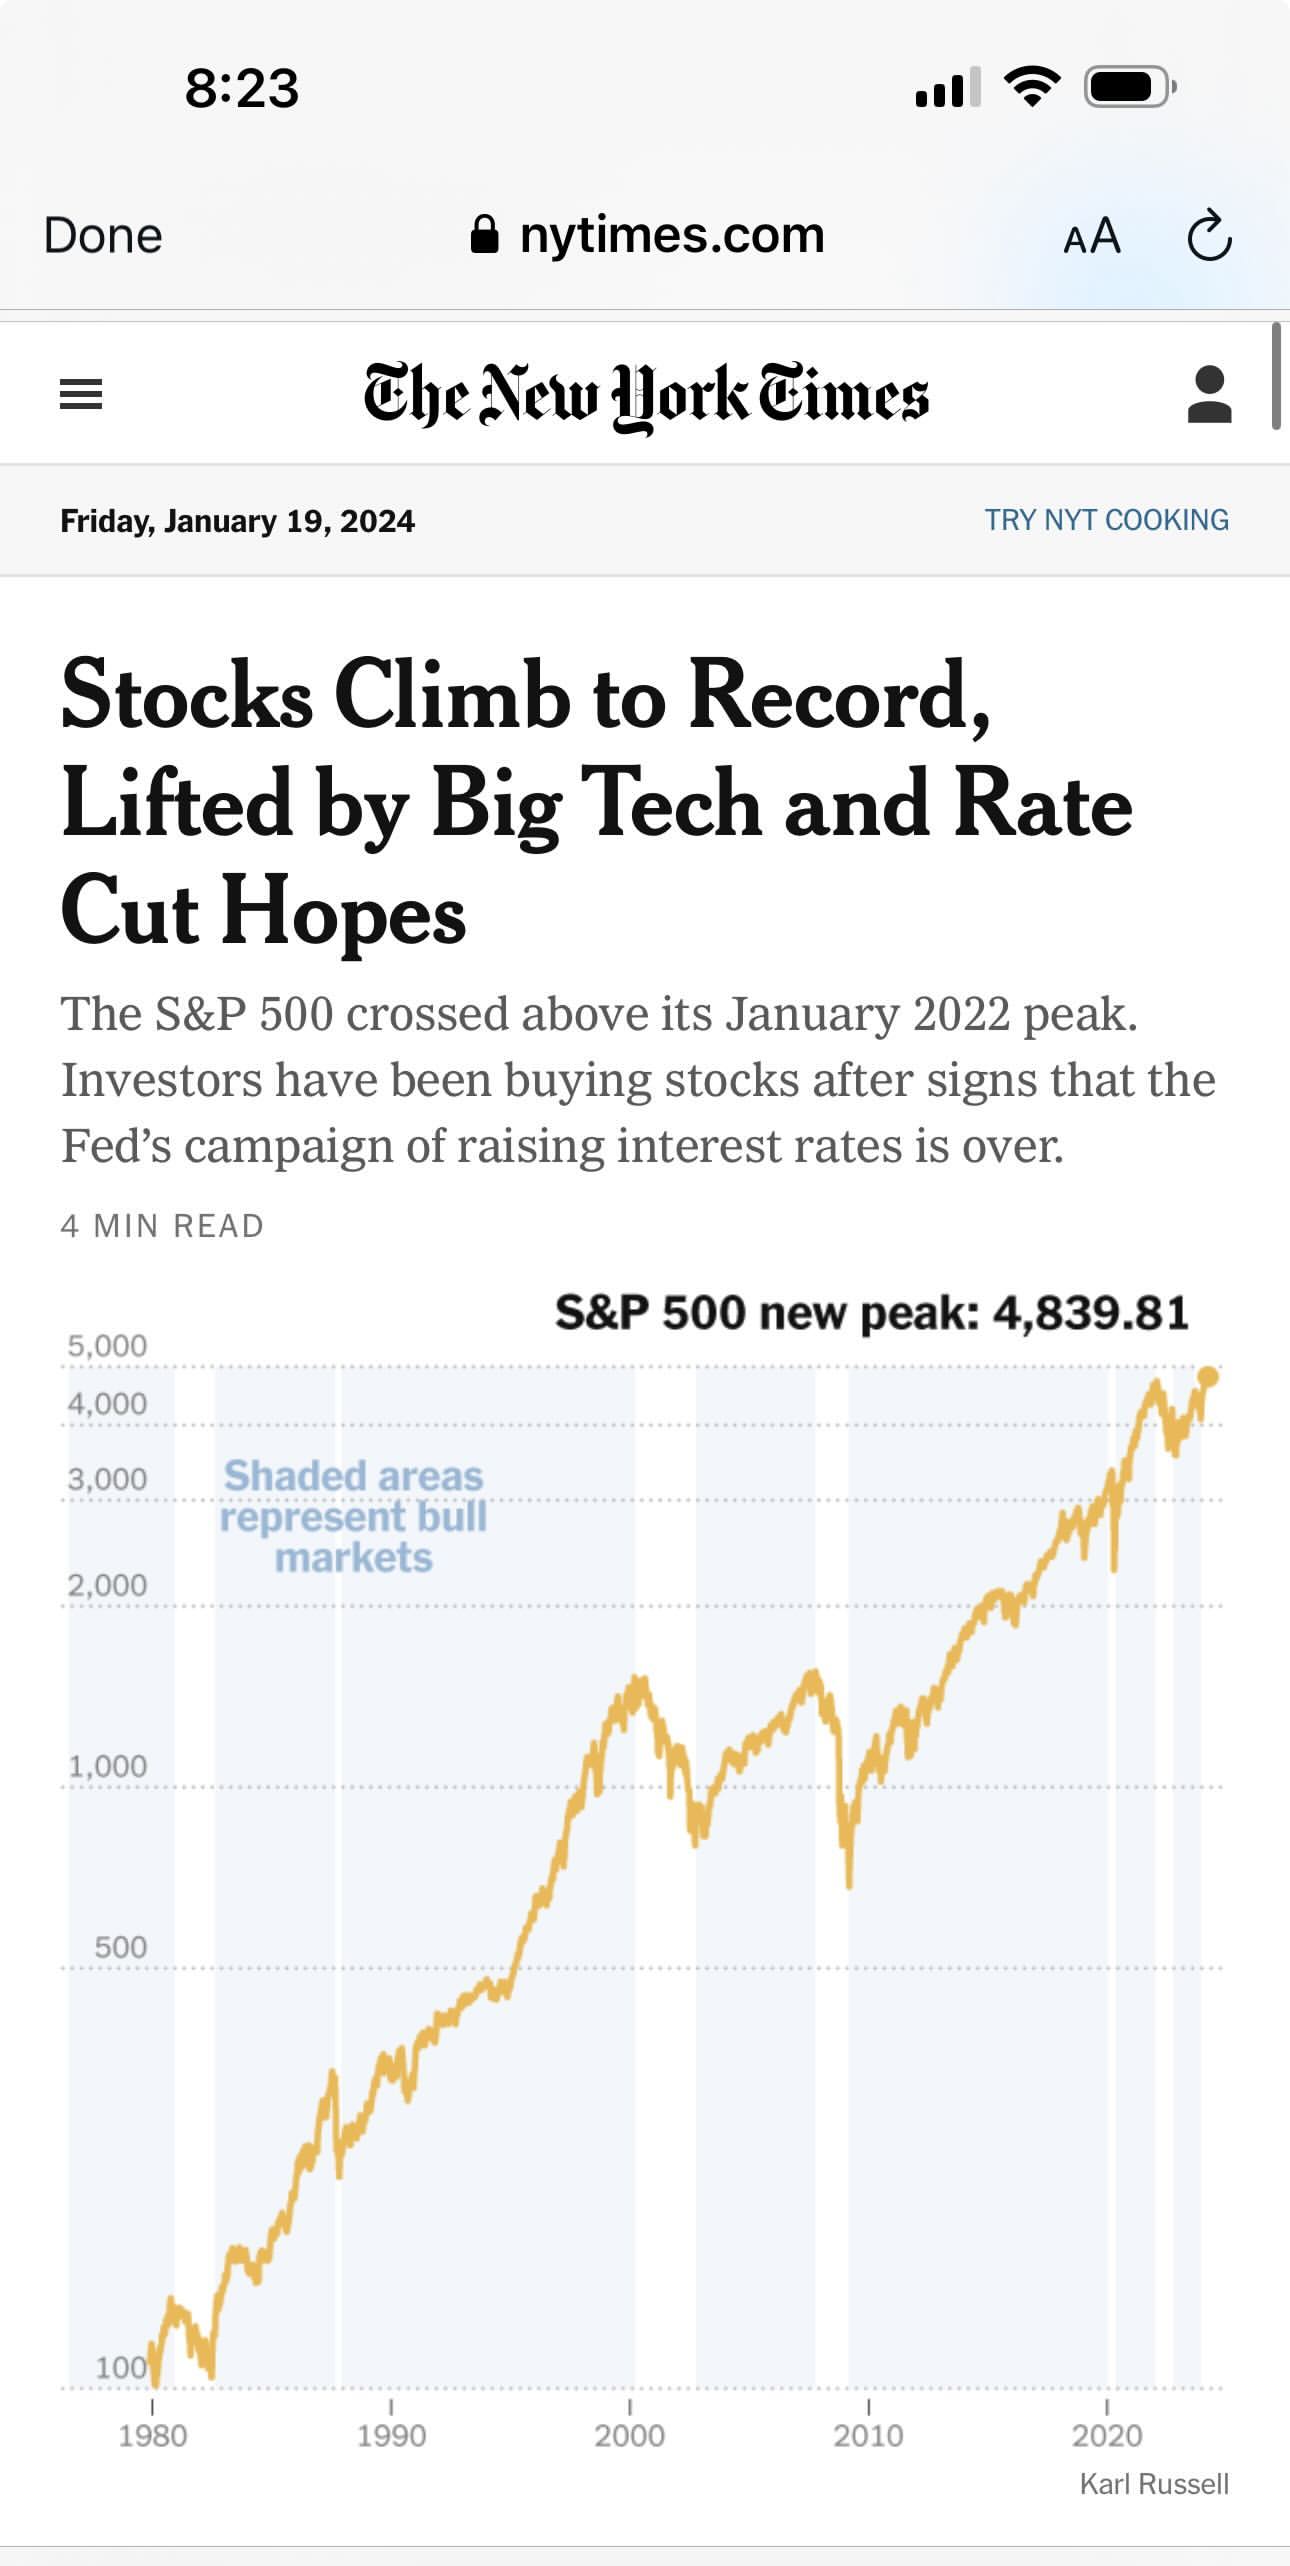 8:23
Done
nytimes.com
AA
The New York Times
Friday, January 19, 2024
TRY NYT COOKING
Stocks Climb to Record,
Lifted by Big Tech and Rate
Cut Hopes
The S&P 500 crossed above its January 2022 peak.
Investors have been buying stocks after signs that the
Fed’s campaign of raising interest rates is over.
4 MIN READ
S&P 500 new peak: 4,839.81
5,000
4,000
Shaded areas
3,000
represent bull
markets
2,000
1,000
500
100
1980 1990 2000 2010 2020
Karl Russell